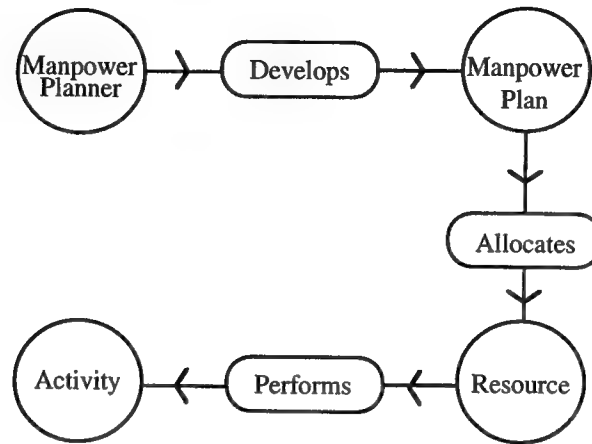 Manpower
Planner
Develops
Manpower
Plan
Allocates
Resource
Performs
Activity